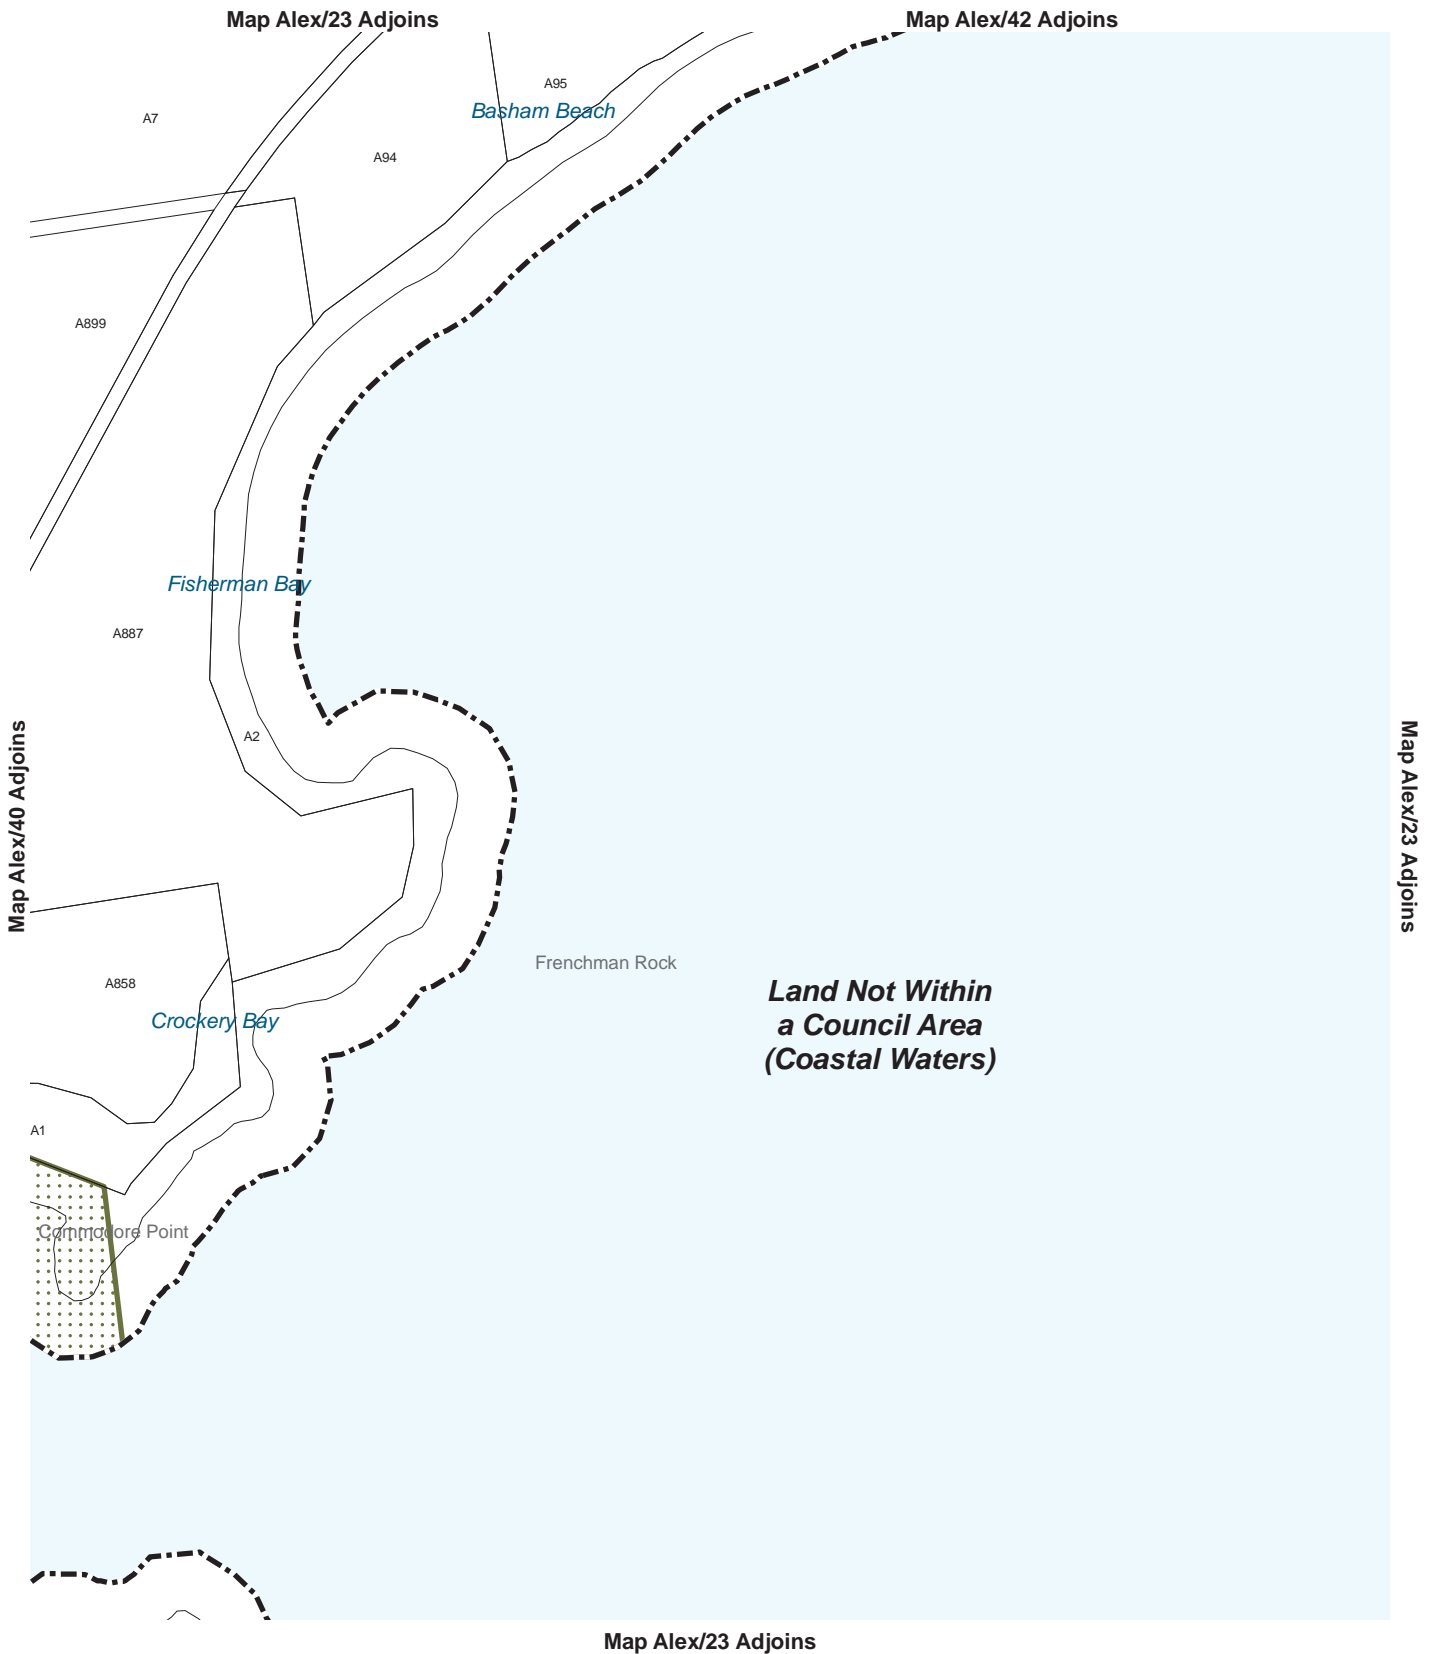 Map Alex/23 Adjoins
Map Alex/42 Adjoins
A95
Basham Beach
A7
A94
A899
Fisherman Bay
A887
A2
Map Alex/40 Adjoins
Map Alex/23 Adjoins
Frenchman Rock
A858
Land Not Within
a Council Area
(Coastal Waters)
Crockery Bay
A1
Commodore Point
Map Alex/23 Adjoins